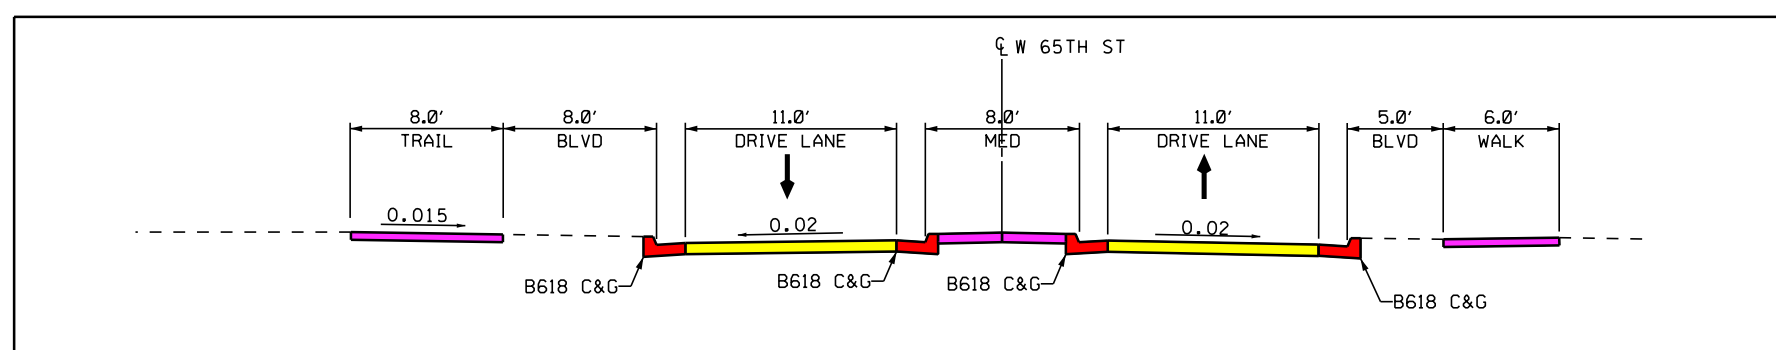 ℄ W 65TH ST
8.0' 8.0' 11.0' 8.0' 11.0' 5.0' 6.0'
TRAIL BLVD DRIVE LANE MED DRIVE LANE BLVD WALK
0.015 0.02 0.02
B618 C&G B618 C&G B618 C&G B618 C&G